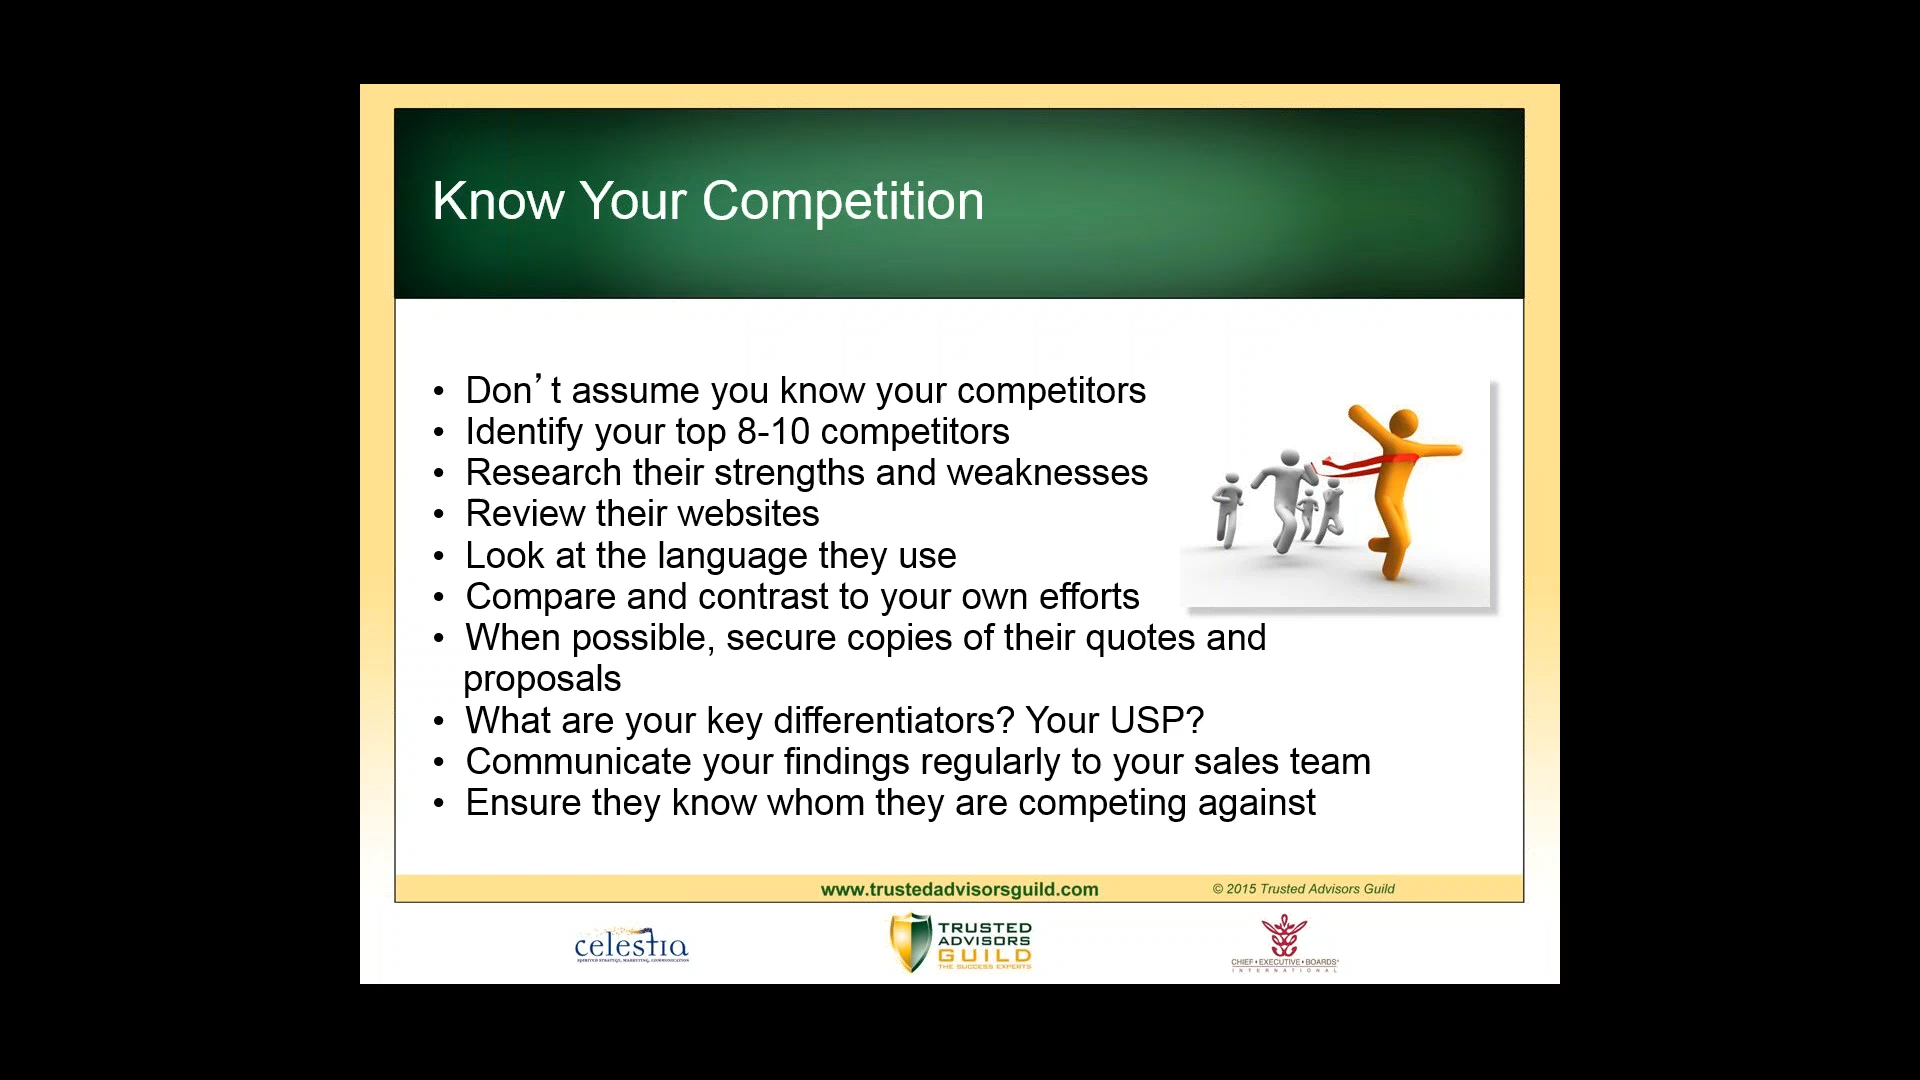 Know Your Competition
• Don’t assume you know your competitors
• Identify your top 8-10 competitors
• Research their strengths and weaknesses
• Review their websites
• Look at the language they use
• Compare and contrast to your own efforts
• When possible, secure copies of their quotes and
proposals
• What are your key differentiators? Your USP?
• Communicate your findings regularly to your sales team
• Ensure they know whom they are competing against
www.trustedadvisorsguild.com
© 2015 Trusted Advisors Guild
celestia
SPIRITED STRATEGY, MARKETING, COMMUNICATION
TRUSTED
ADVISORS
GUILD
THE SUCCESS EXPERTS
CHIEF • EXECUTIVE • BOARDS
INTERNATIONAL